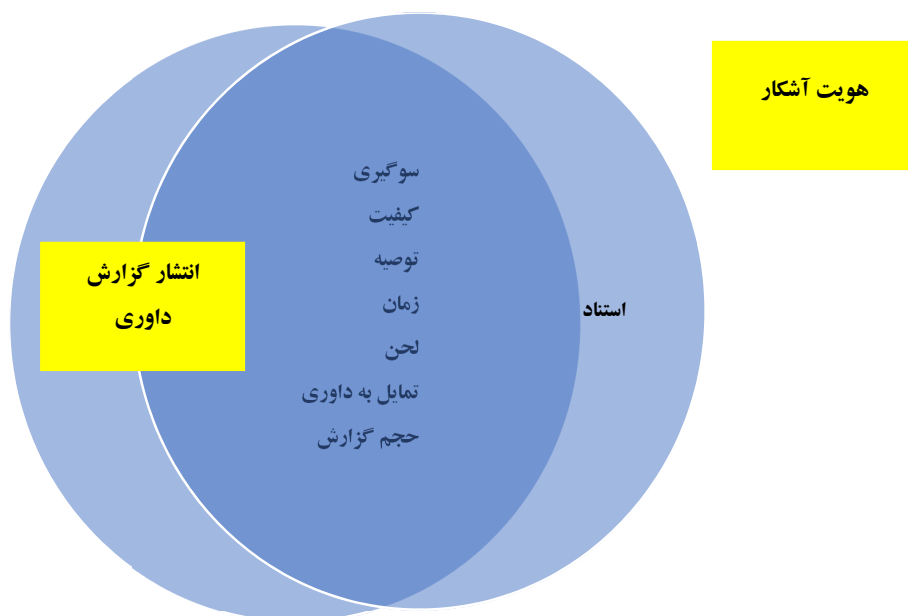 هویت آشکار
سوگیری
کیفیت
توصیه
زمان
لحن
تمایل به داوری
حجم گزارش
استناد
انتشار گزارش
داوری